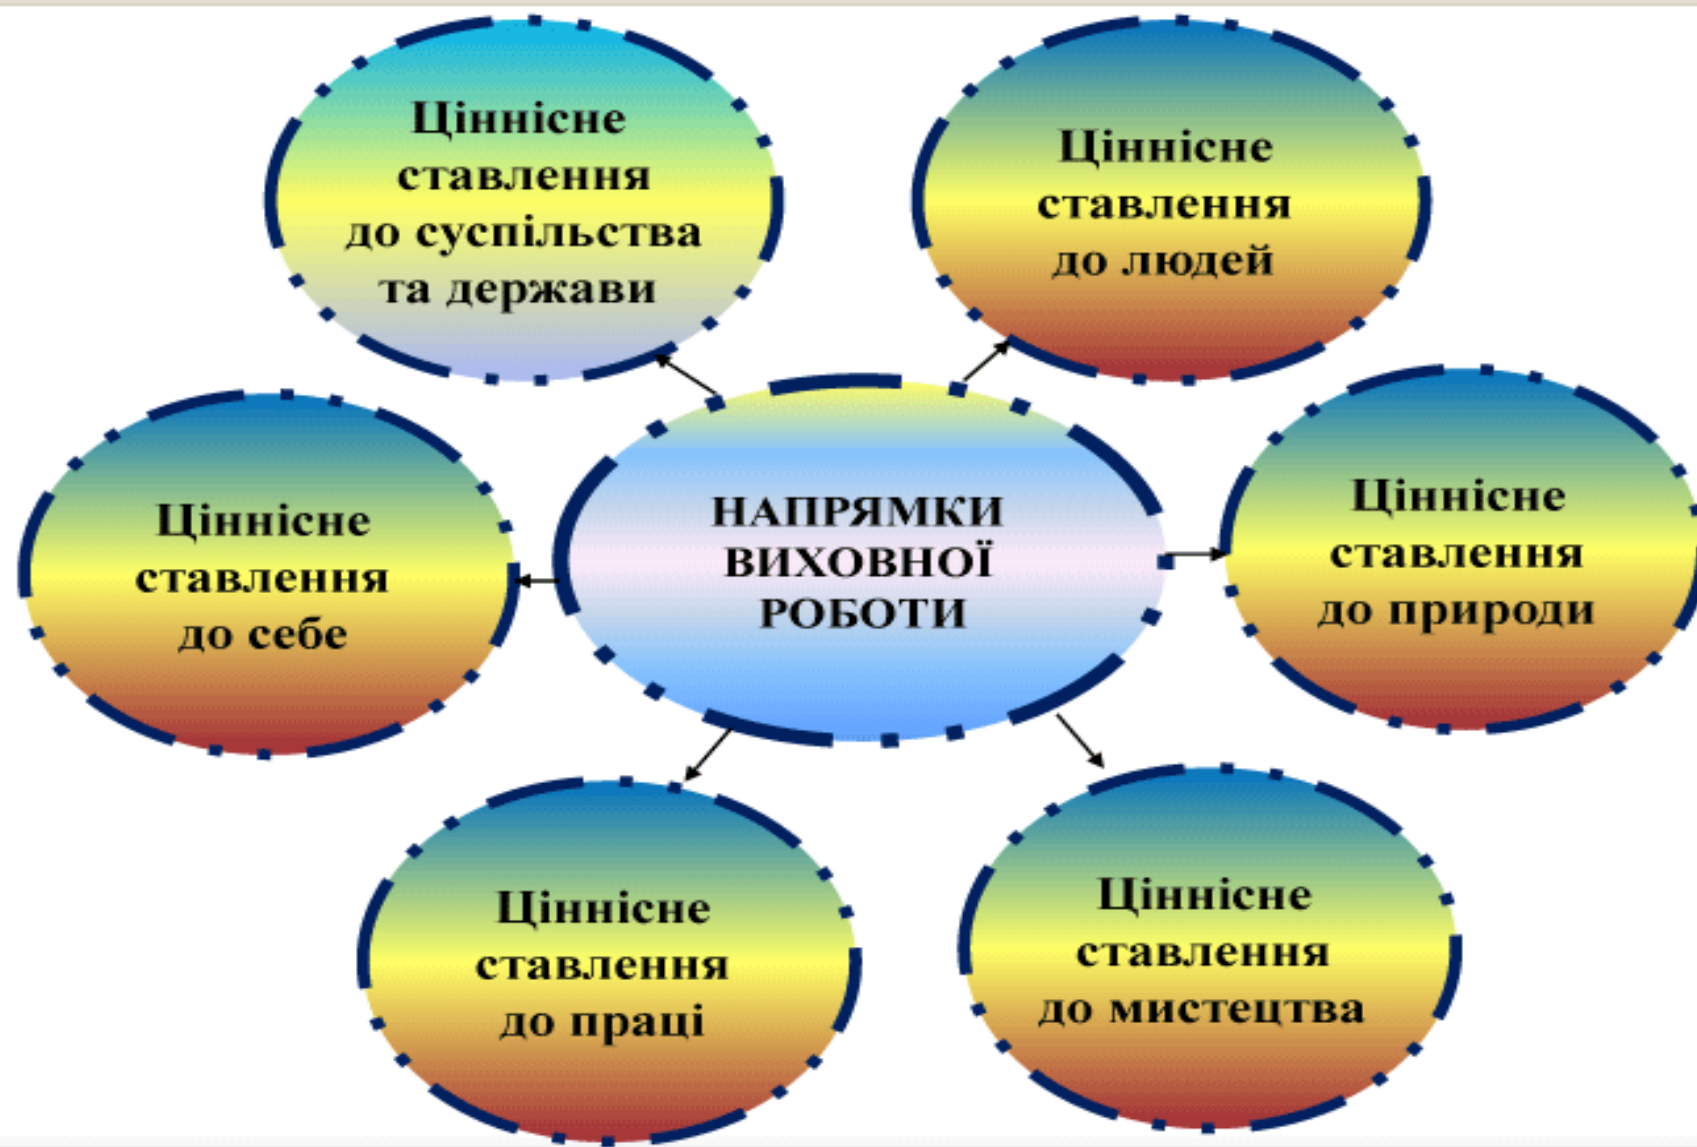 Ціннісне
ставлення
до суспільства
та держави
Ціннісне
ставлення
до людей
Ціннісне
ставлення
до себе
НАПРЯМКИ
ВИХОВНОЇ
РОБОТИ
Ціннісне
ставлення
до природи
Ціннісне
ставлення
до праці
Ціннісне
ставлення
до мистецтва